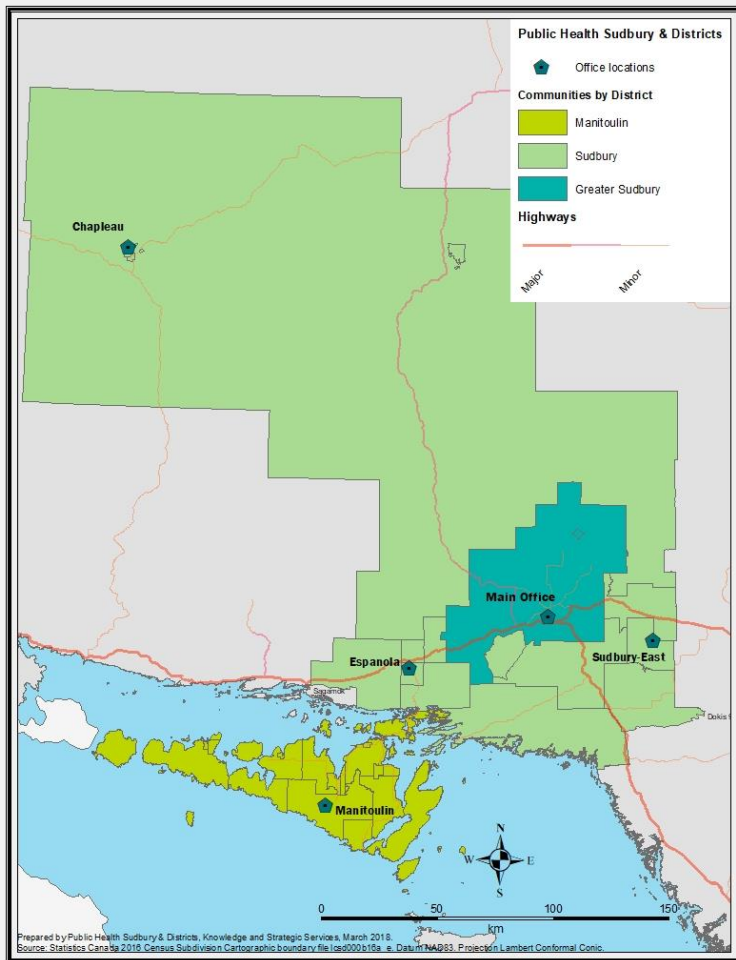 Public Health Sudbury & Districts
Office locations
Communities by District
Manitoulin
Sudbury
Greater Sudbury
Highways
Major
Minor
Chapleau
Main Office
Espanola
Sudbury-East
Sagamok
Dokis
Manitoulin
N
W
E
S
0
50
100
150
km
Prepared by Public Health Sudbury & Districts, Knowledge and Strategic Services, March 2018.
Source: Statistics Canada 2016 Census Subdivision Cartographic boundary file lcsd000b16a_e. Datum NAD83. Projection Lambert Conformal Conic.